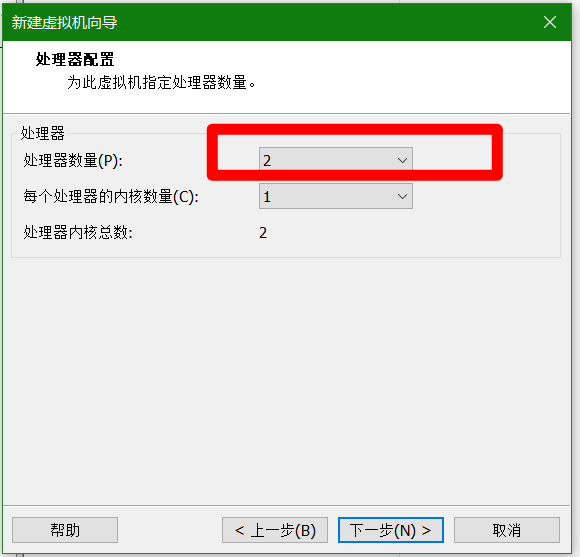 新建虚拟机向导
处理器配置
为此虚拟机指定处理器数量。
处理器
处理器数量(P): 2
每个处理器的内核数量(C): 1
处理器内核总数: 2
帮助 < 上一步(B) 下一步(N) > 取消